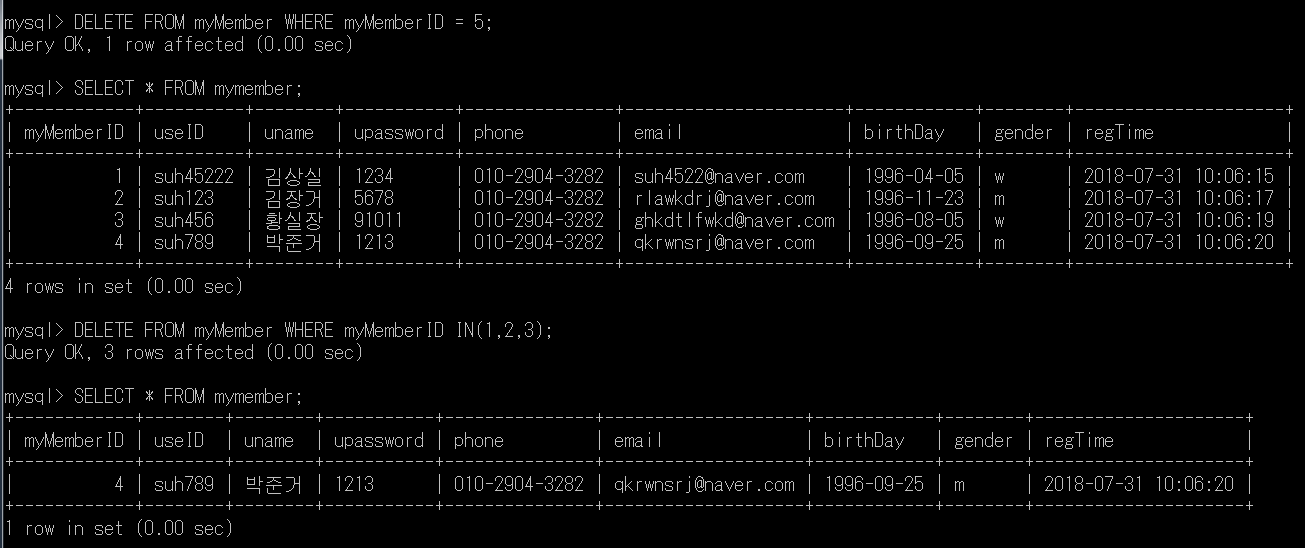 mysql> DELETE FROM myMember WHERE myMemberID = 5;
Query OK, 1 row affected (0.00 sec)
mysql> SELECT * FROM mymember;
+------------+----------+--------+-----------+---------------+----------------------+------------+--------+---------------------+
| myMemberID | useID | uname | upassword | phone | email | birthDay | gender | regTime |
+------------+----------+--------+-----------+---------------+----------------------+------------+--------+---------------------+
| 1 | suh45222 | 김상실 | 1234 | 010-2904-3282 | suh4522@naver.com | 1996-04-05 | w | 2018-07-31 10:06:15 |
| 2 | suh123 | 김장거 | 5678 | 010-2904-3282 | rlawkdrj@naver.com | 1996-11-23 | m | 2018-07-31 10:06:17 |
| 3 | suh456 | 황실장 | 91011 | 010-2904-3282 | ghkdtlfwkd@naver.com | 1996-08-05 | w | 2018-07-31 10:06:19 |
| 4 | suh789 | 박준거 | 1213 | 010-2904-3282 | qkrwnsrj@naver.com | 1996-09-25 | m | 2018-07-31 10:06:20 |
+------------+----------+--------+-----------+---------------+----------------------+------------+--------+---------------------+
4 rows in set (0.00 sec)
mysql> DELETE FROM myMember WHERE myMemberID IN(1,2,3);
Query OK, 3 rows affected (0.00 sec)
mysql> SELECT * FROM mymember;
+------------+--------+--------+-----------+---------------+--------------------+------------+--------+---------------------+
| myMemberID | useID | uname | upassword | phone | email | birthDay | gender | regTime |
+------------+--------+--------+-----------+---------------+--------------------+------------+--------+---------------------+
| 4 | suh789 | 박준거 | 1213 | 010-2904-3282 | qkrwnsrj@naver.com | 1996-09-25 | m | 2018-07-31 10:06:20 |
+------------+--------+--------+-----------+---------------+--------------------+------------+--------+---------------------+
1 row in set (0.00 sec)